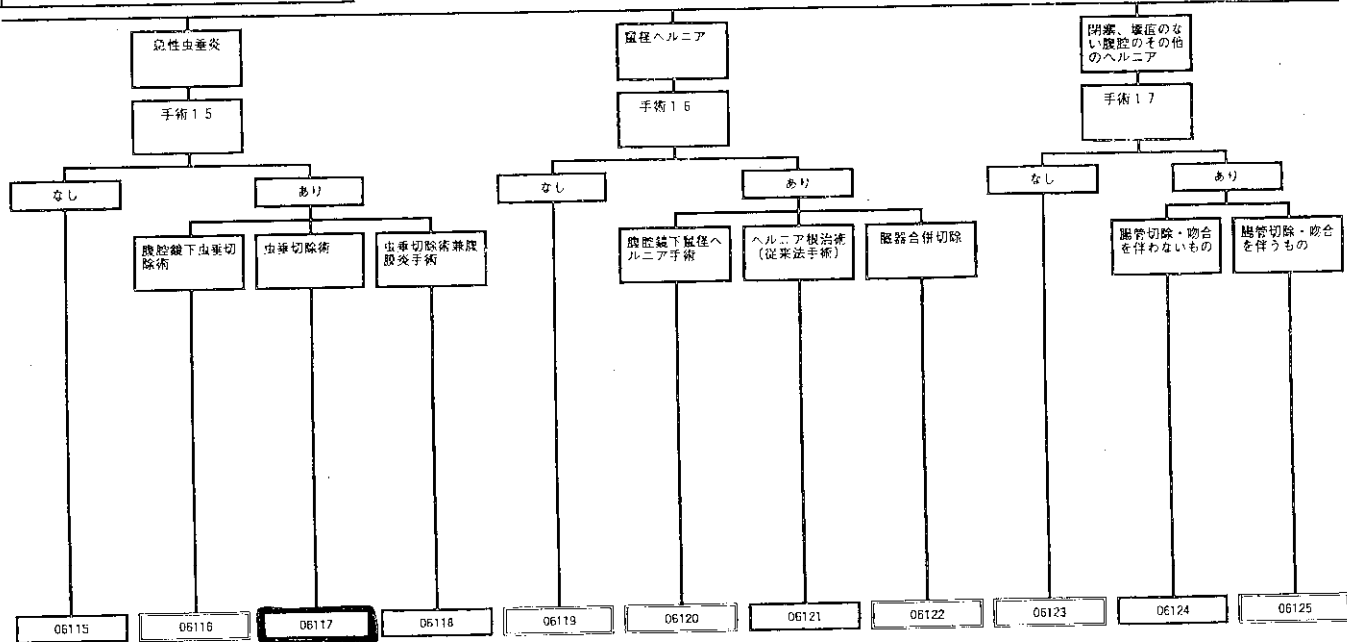 急性虫垂炎
鼠径ヘルニア
閉塞、壊疽のな
い腹腔のその他
のヘルニア
手術15
手術16
手術17
なし
あり
なし
あり
なし
あり
腹腔鏡下虫垂切
除術
虫垂切除術
虫垂切除術兼腹
膜炎手術
腹腔鏡下鼠径ヘ
ルニア手術
ヘルニア根治術
(従来法手術)
臓器合併切除
腸管切除・吻合
を伴わないもの
腸管切除・吻合
を伴うもの
06115
06116
06117
06118
06119
06120
06121
06122
06123
06124
06125